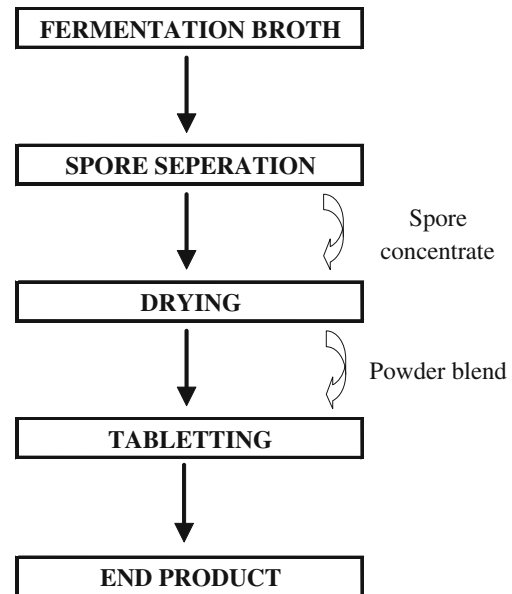 FERMENTATION BROTH
SPORE SEPERATION
Spore
concentrate
DRYING
Powder blend
TABLETTING
END PRODUCT